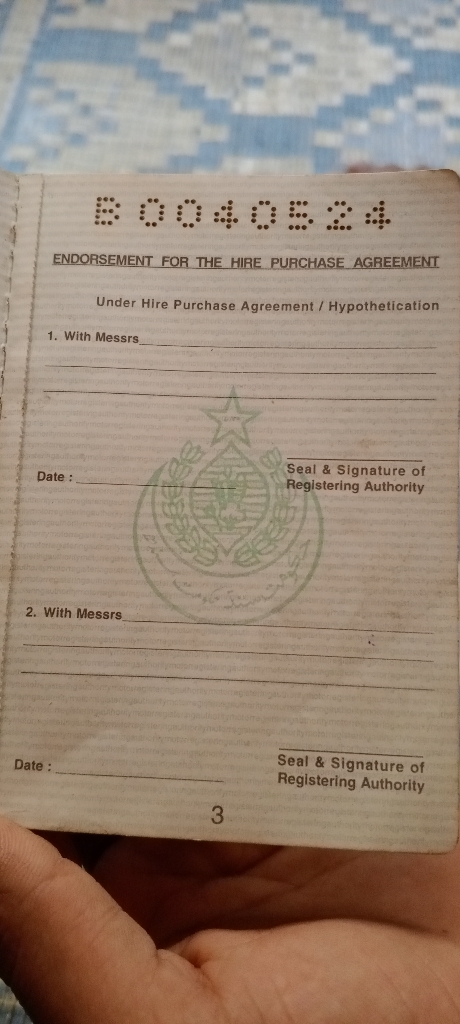 B0040524
ENDORSEMENT FOR THE HIRE PURCHASE AGREEMENT
Under Hire Purchase Agreement / Hypothetication
1. With Messrs
Seal & Signature of
Date :
Registering Authority
2. With Messrs
Seal & Signature of
Date :
Registering Authority
3